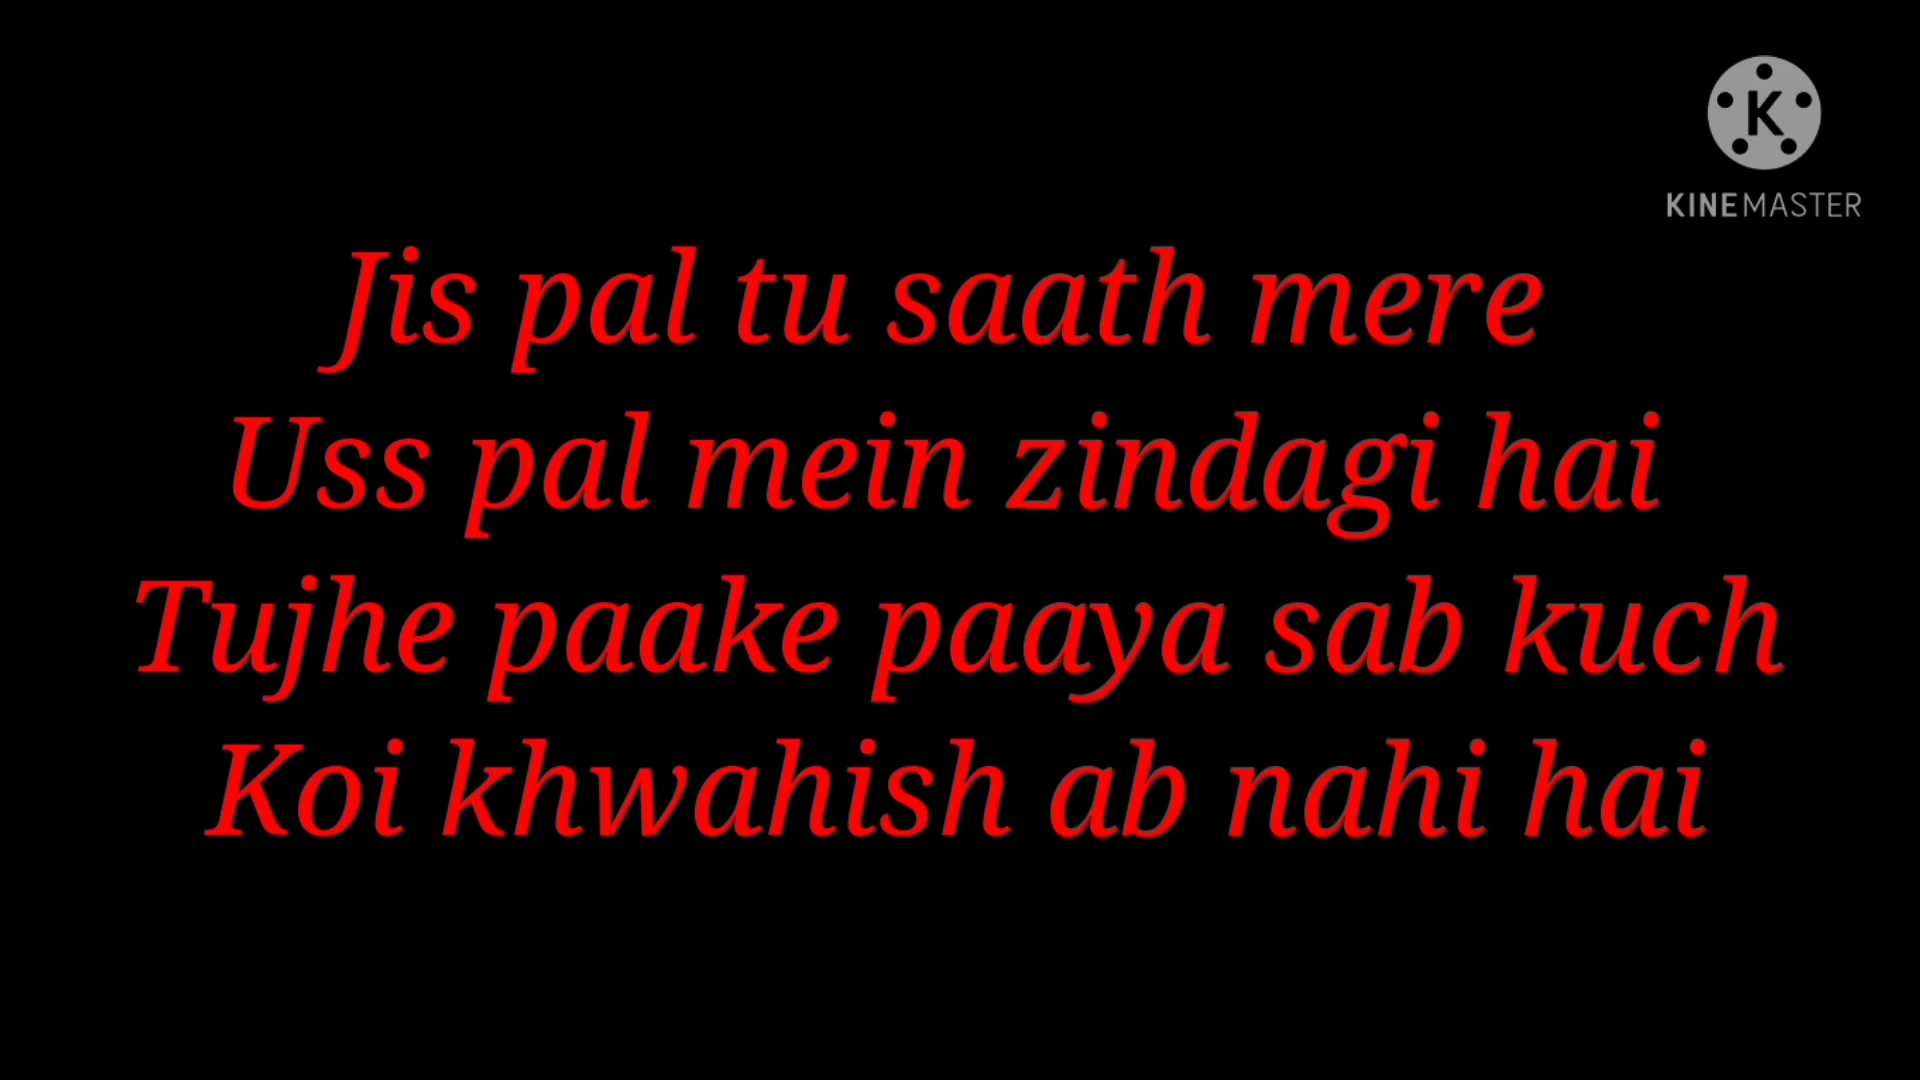 KINEMASTER
Jis pal tu saath mere
Uss pal mein zindagi hai
Tujhe paake paaya sab kuch
Koi khwahish ab nahi hai